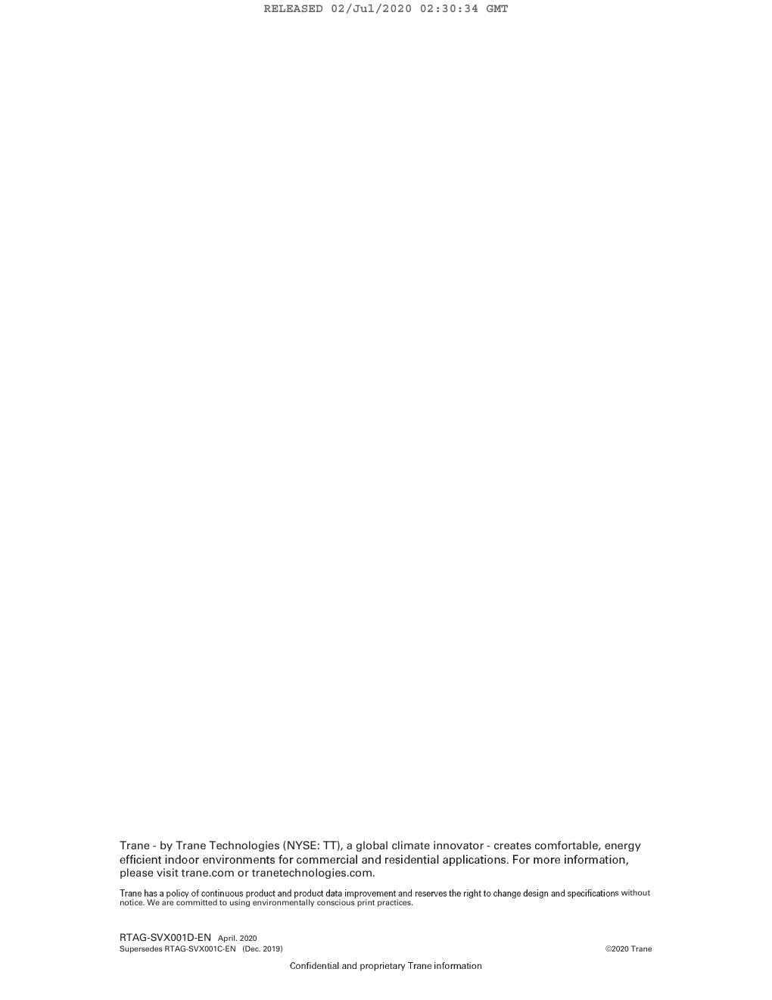 RELEASED 02/Jul/2020 02:30:34 GMT
Trane - by Trane Technologies (NYSE: TT), a global climate innovator - creates comfortable, energy
efficient indoor environments for commercial and residential applications. For more information,
please visit trane.com or tranetechnologies.com.
Trane has a policy of continuous product and product data improvement and reserves the right to change design and specifications without
notice. We are committed to using environmentally conscious print practices.
RTAG-SVX001D-EN April. 2020
Supersedes RTAG-SVX001C-EN (Dec. 2019) ©2020 Trane
Confidential and proprietary Trane information